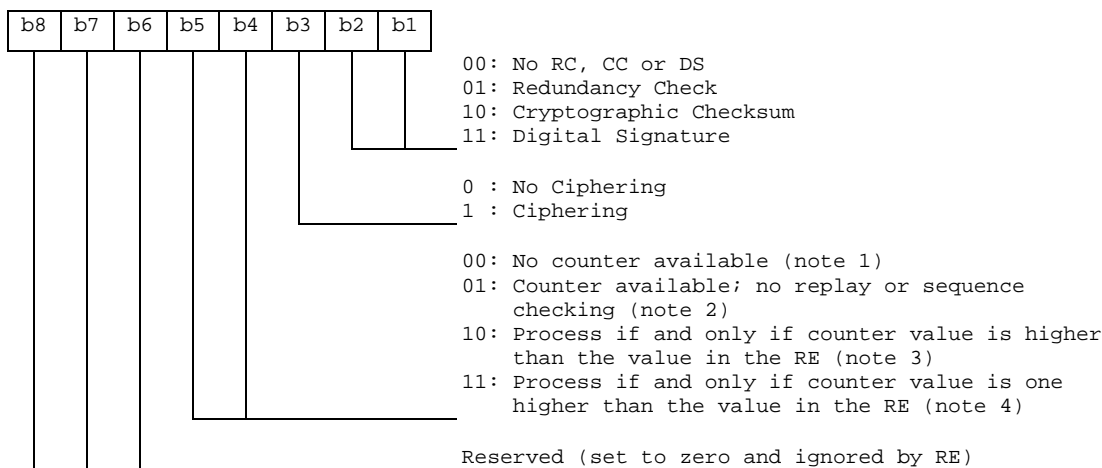 b8 b7 b6 b5 b4 b3 b2 b1
00: No RC, CC or DS
01: Redundancy Check
10: Cryptographic Checksum
11: Digital Signature
0 : No Ciphering
1 : Ciphering
00: No counter available (note 1)
01: Counter available; no replay or sequence
checking (note 2)
10: Process if and only if counter value is higher
than the value in the RE (note 3)
11: Process if and only if counter value is one
higher than the value in the RE (note 4)
Reserved (set to zero and ignored by RE)